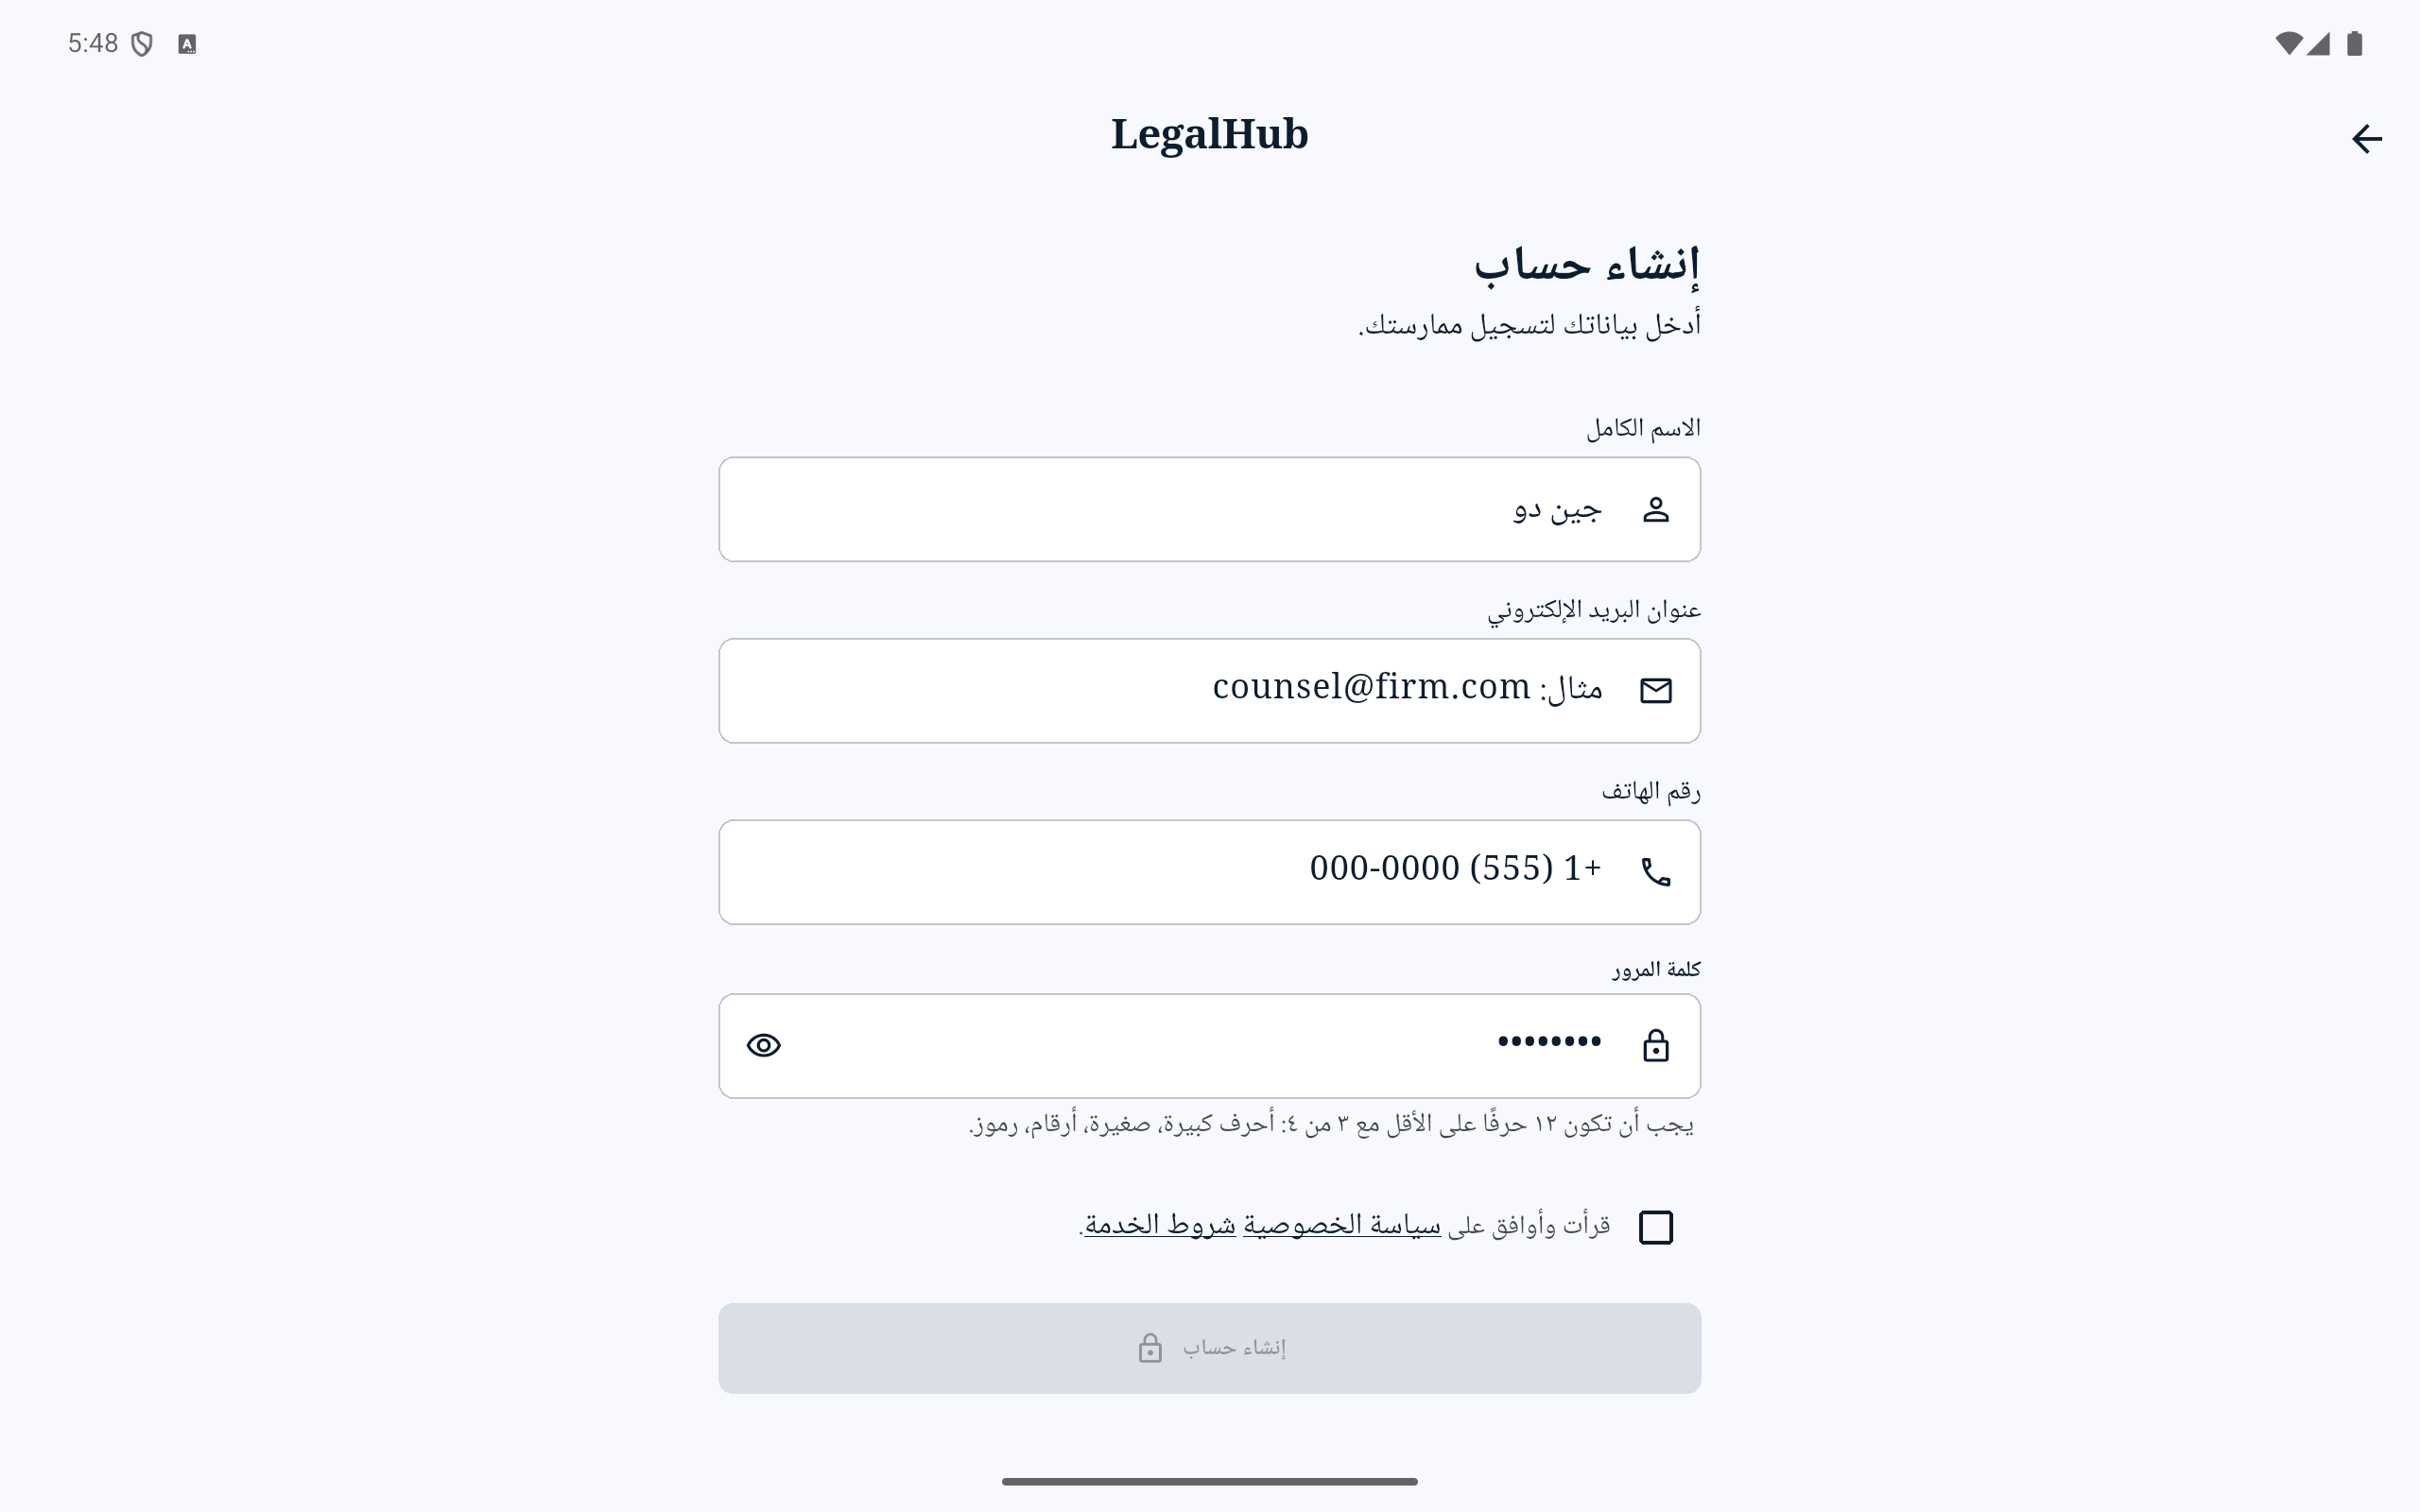 5:48
LegalHub
إنشاء حساب
أدخل بياناتك لتسجيل ممارستك.
الاسم الكامل
جين دو
عنوان البريد الإلكتروني
مثال: counsel@firm.com
رقم الهاتف
000-0000 (555) 1+
كلمة المرور
••••••••
يجب أن تكون ١٢ حرفًا على الأقل مع ٣ من ٤: أحرف كبيرة، صغيرة، أرقام، رموز.
قرأت وأوافق على سياسة الخصوصية شروط الخدمة.
إنشاء حساب